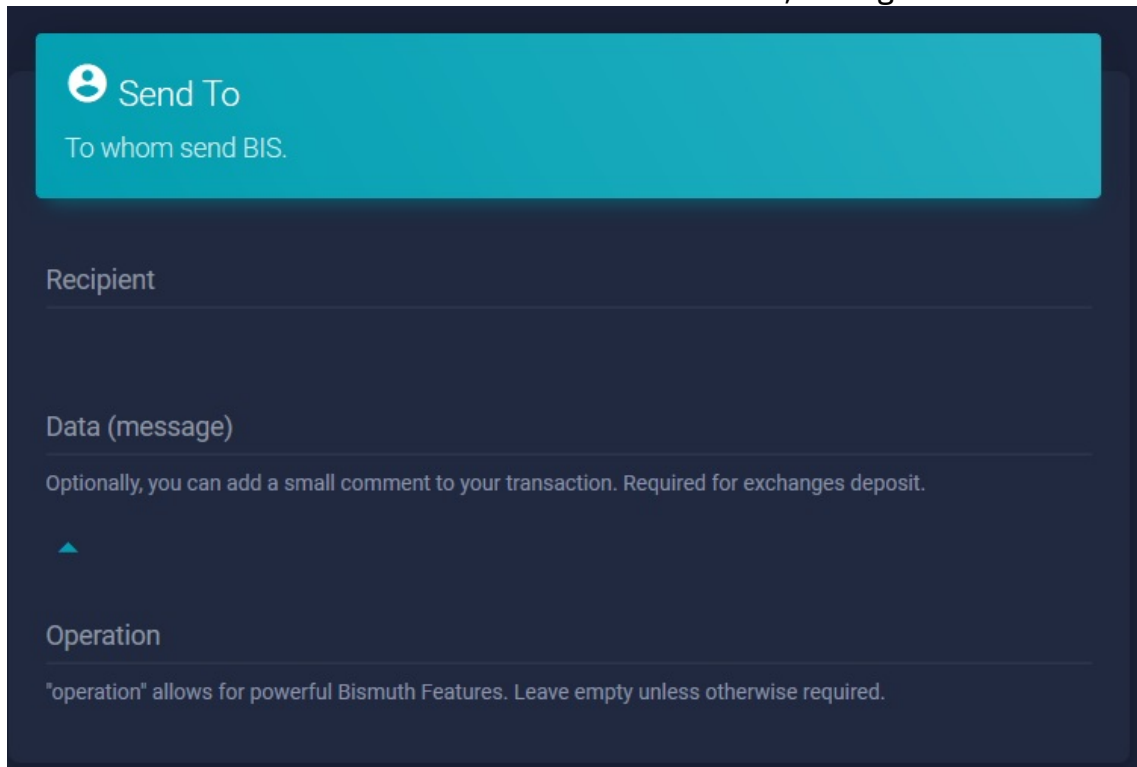 Send To
To whom send BIS.
Recipient
Data (message)
Optionally, you can add a small comment to your transaction. Required for exchanges deposit.
Operation
"operation" allows for powerful Bismuth Features. Leave empty unless otherwise required.